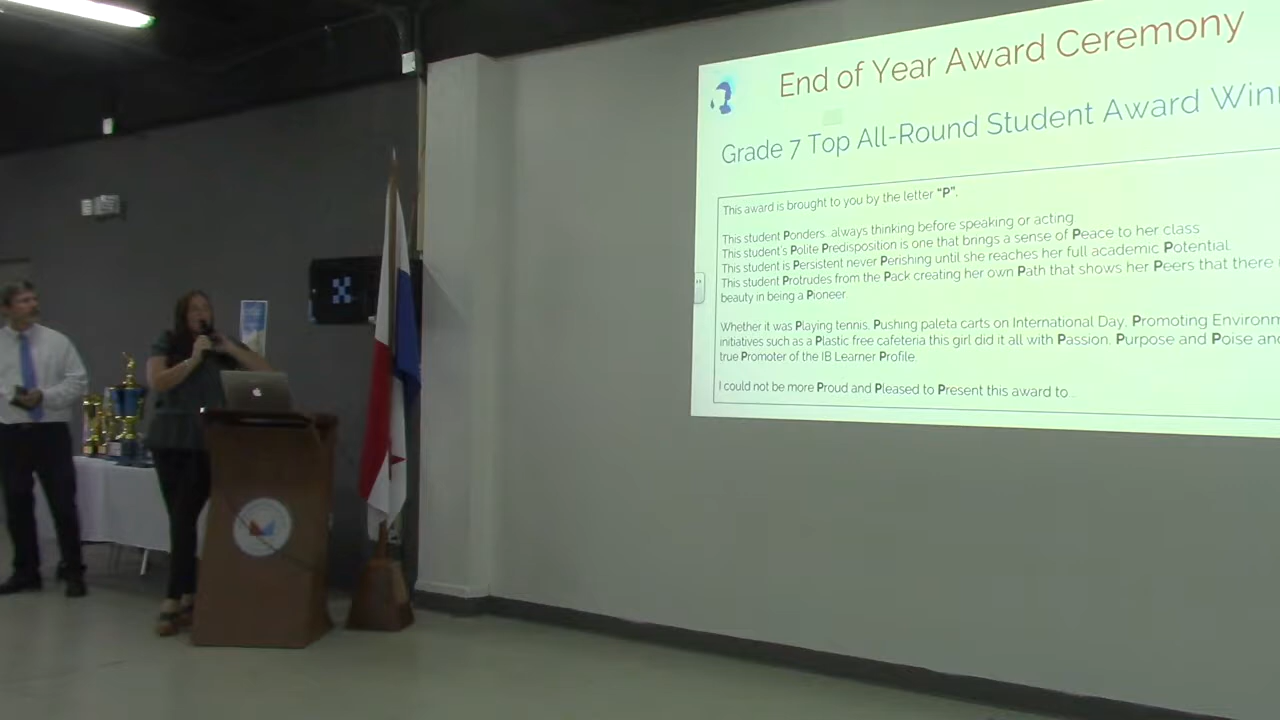 End of Year Award Ceremony
Grade 7 Top All-Round Student Award
This award is brought to you by the letter "P".
This student Ponders, always thinking before speaking or acting
This student's Polite Predisposition is one that brings a sense of Peace to her class
This student is Persistent never Perishing until she reaches her full academic Potential
This student Protrudes from the Pack creating her own Path that shows her Peers that there
beauty in being a Pioneer.
Whether it was Playing tennis, Pushing paleta carts on International Day, Promoting
initiatives such as a Plastic free cafeteria this girl did it all with Passion, Purpose and Poise and
true Promoter of the IB Learner Profile.
I could not be more Proud and Pleased to Present this award to...